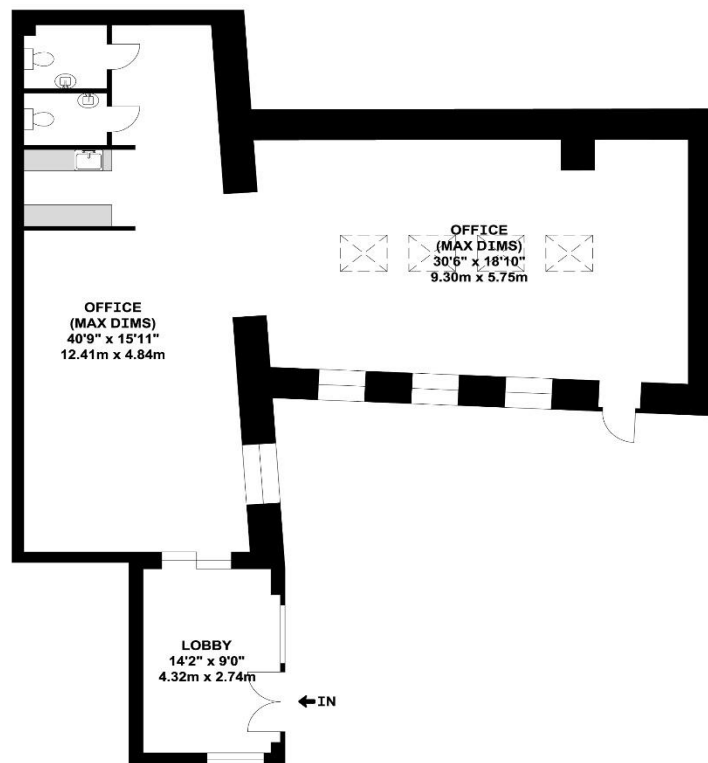 OFFICE
(MAX DIMS)
30'6" x 18'10"
9.30m x 5.75m
OFFICE
(MAX DIMS)
40'9" x 15'11"
12.41m x 4.84m
LOBBY
14'2" x 9'0"
4.32m x 2.74m
IN